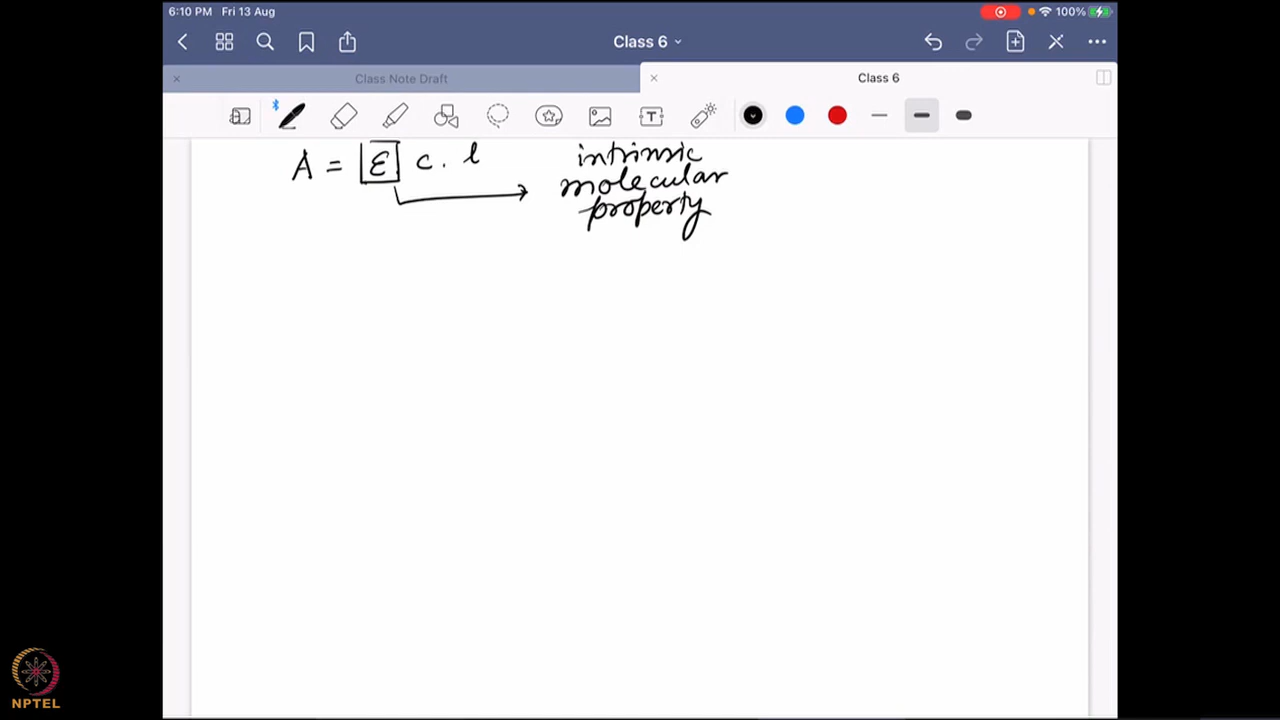 6:10 PM Fri 13 Aug 100%
Class 6
Class Note Draft
Class 6
A = ε c . l
intrinsic
molecular
property
NPTEL